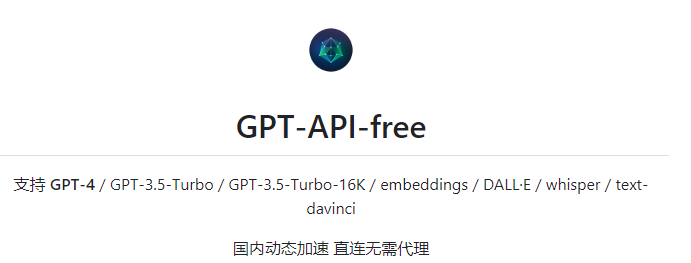 GPT-API-free
支持 GPT-4 / GPT-3.5-Turbo / GPT-3.5-Turbo-16K / embeddings / DALL·E / whisper / text-
davinci
国内动态加速 直连无需代理